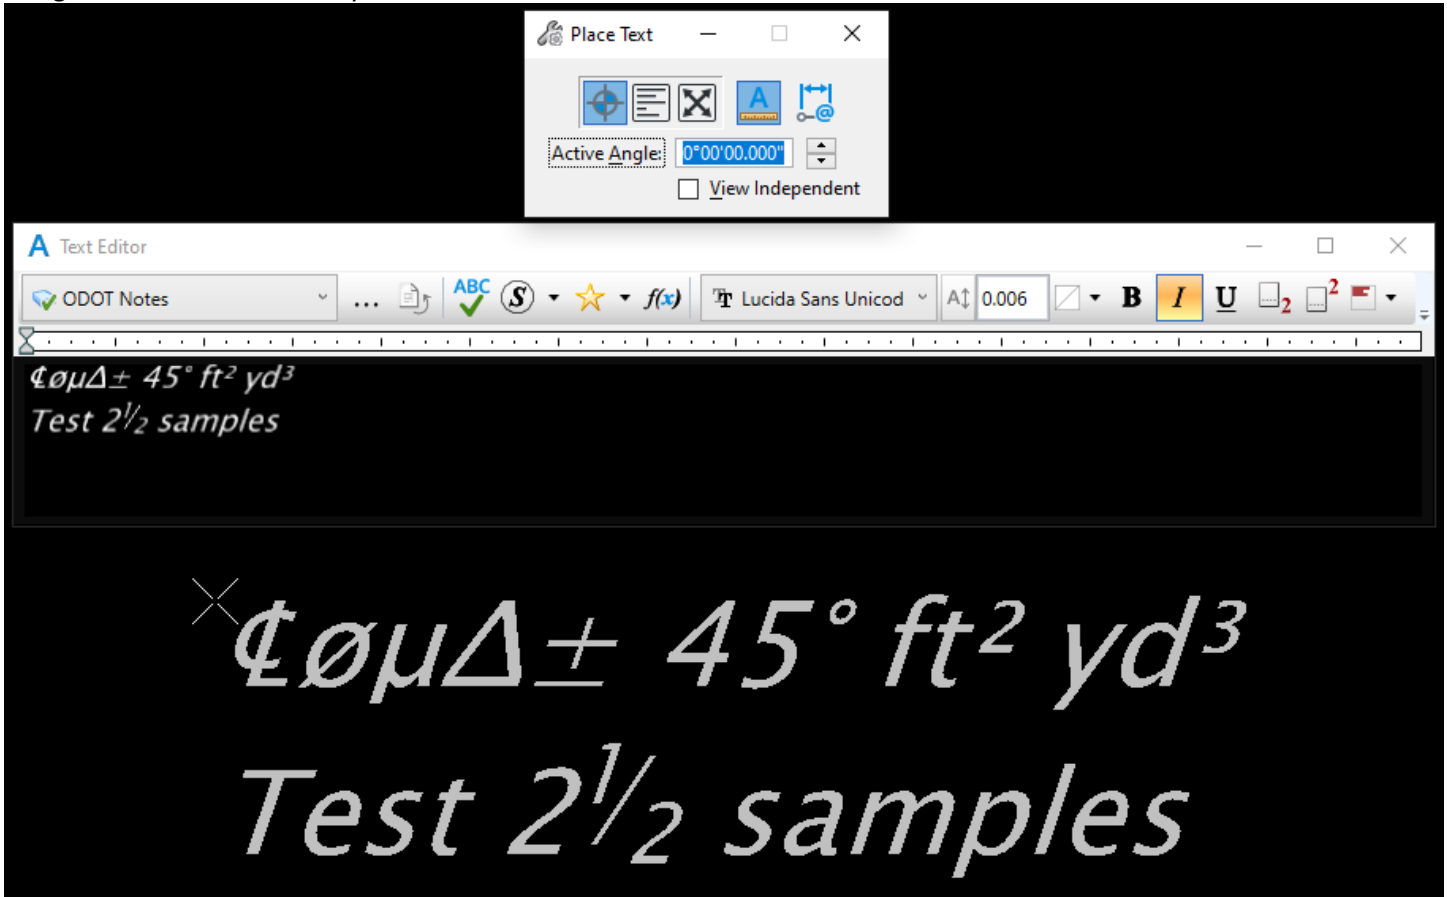 Place Text
Active Angle: 0°00'00.000"
View Independent
A Text Editor
ODOT Notes ... ABC S f(x) Tr Lucida Sans Unicod A 0.006 B I U 2 2
¢øµΔ± 45° ft² yd³
Test 2½ samples
¢øµΔ± 45° ft² yd³
Test 2½ samples